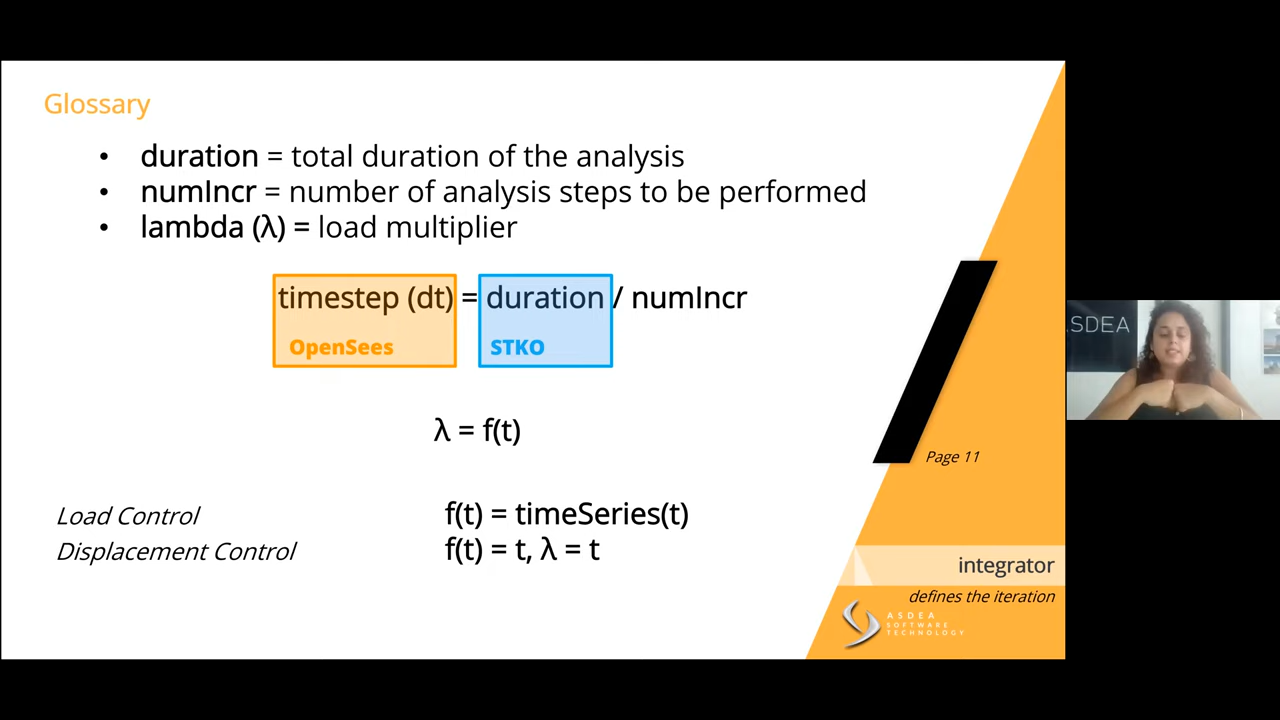 Glossary
• duration = total duration of the analysis
• numIncr = number of analysis steps to be performed
• lambda (λ) = load multiplier
timestep (dt) = duration / numIncr
OpenSees STKO
λ = f(t)
Page 11
Load Control f(t) = timeSeries(t)
Displacement Control f(t) = t, λ = t
integrator
defines the iteration
ASDEA
SOFTWARE
TECHNOLOGY
SDEA